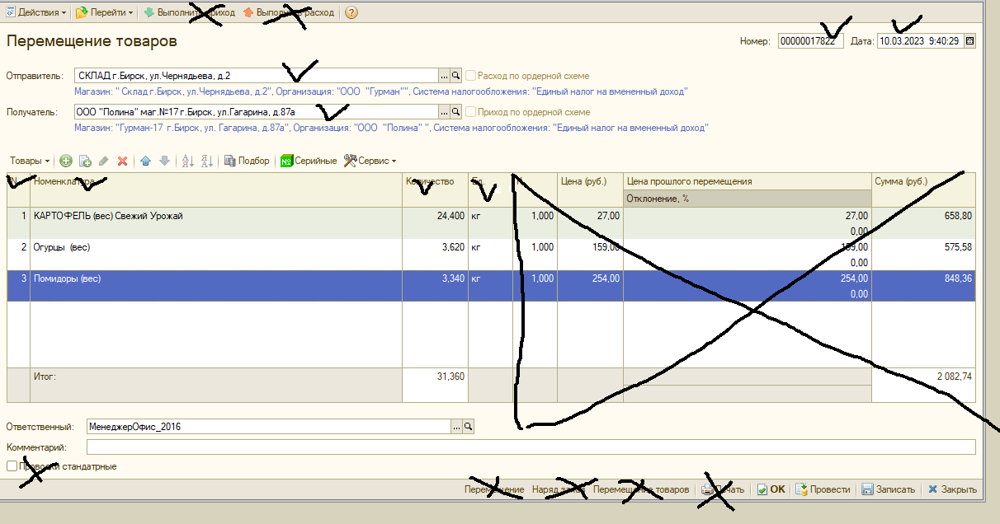 Действия Перейти Выполнить приход Выполнить расход ?
Перемещение товаров
Номер: 00000017822 Дата: 10.03.2023 9:40:29
Отправитель: СКЛАД г.Бирск, ул.Чернядьева, д.2 ... Расход по ордерной схеме
Магазин: " Склад г.Бирск, ул.Чернядьева, д.2", Организация: "ООО "Гурман"", Система налогообложения: "Единый налог на вмененный доход"
Получатель: ООО "Полина" маг.№17 г.Бирск, ул.Гагарина, д.87а ... Приход по ордерной схеме
Магазин: "Гурман-17 г.Бирск, ул. Гагарина, д.87а", Организация: "ООО "Полина" ", Система налогообложения: "Единый налог на вмененный доход"
Товары Подбор № Серийные Сервис
N Номенклатура Количество Ед. К. Цена (руб.) Цена прошлого перемещения Сумма (руб.)
Отклонение, %
1 КАРТОФЕЛЬ (вес) Свежий Урожай 24,400 кг 1,000 27,00 27,00 658,80
0,00
2 Огурцы (вес) 3,620 кг 1,000 159,00 159,00 575,58
0,00
3 Помидоры (вес) 3,340 кг 1,000 254,00 254,00 848,36
0,00
Итог: 31,360 2 082,74
Ответственный: МенеджерОфис_2016 ...
Комментарий:
Проводки стандатрные
Перемещение Наряд заказ Перемещение товаров Печать OK Провести Записать Закрыть